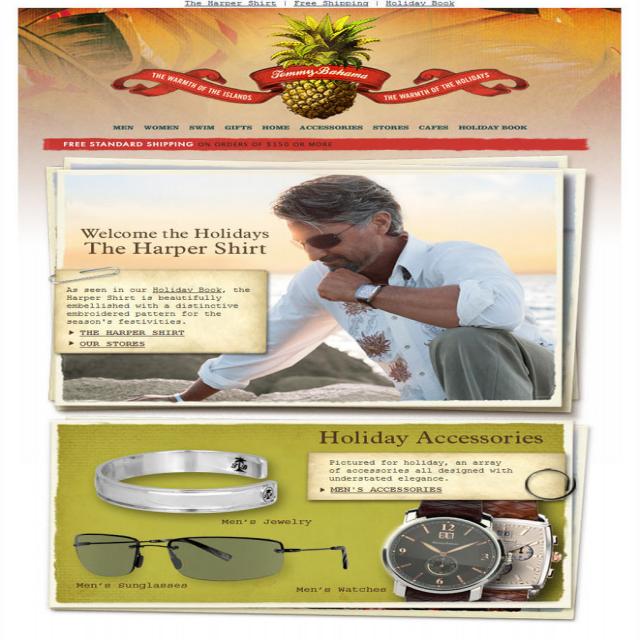 The Harper Shirt | Free Shipping | Holiday Book
THE WARMTH OF THE ISLANDS
Tommy Bahama
THE WARMTH OF THE HOLIDAYS
MEN WOMEN SWIM GIFTS HOME ACCESSORIES STORES CAFES HOLIDAY BOOK
FREE STANDARD SHIPPING ON ORDERS OF $150 OR MORE
Welcome the Holidays
The Harper Shirt
As seen in our Holiday Book, the
Harper Shirt is beautifully
embellished with a distinctive
embroidered pattern for the
season's festivities.
THE HARPER SHIRT
OUR STORES
Holiday Accessories
Pictured for holiday, an array
of accessories all designed with
understated elegance.
MEN'S ACCESSORIES
Men's Jewelry
12
Men's Sunglasses
Men's Watches